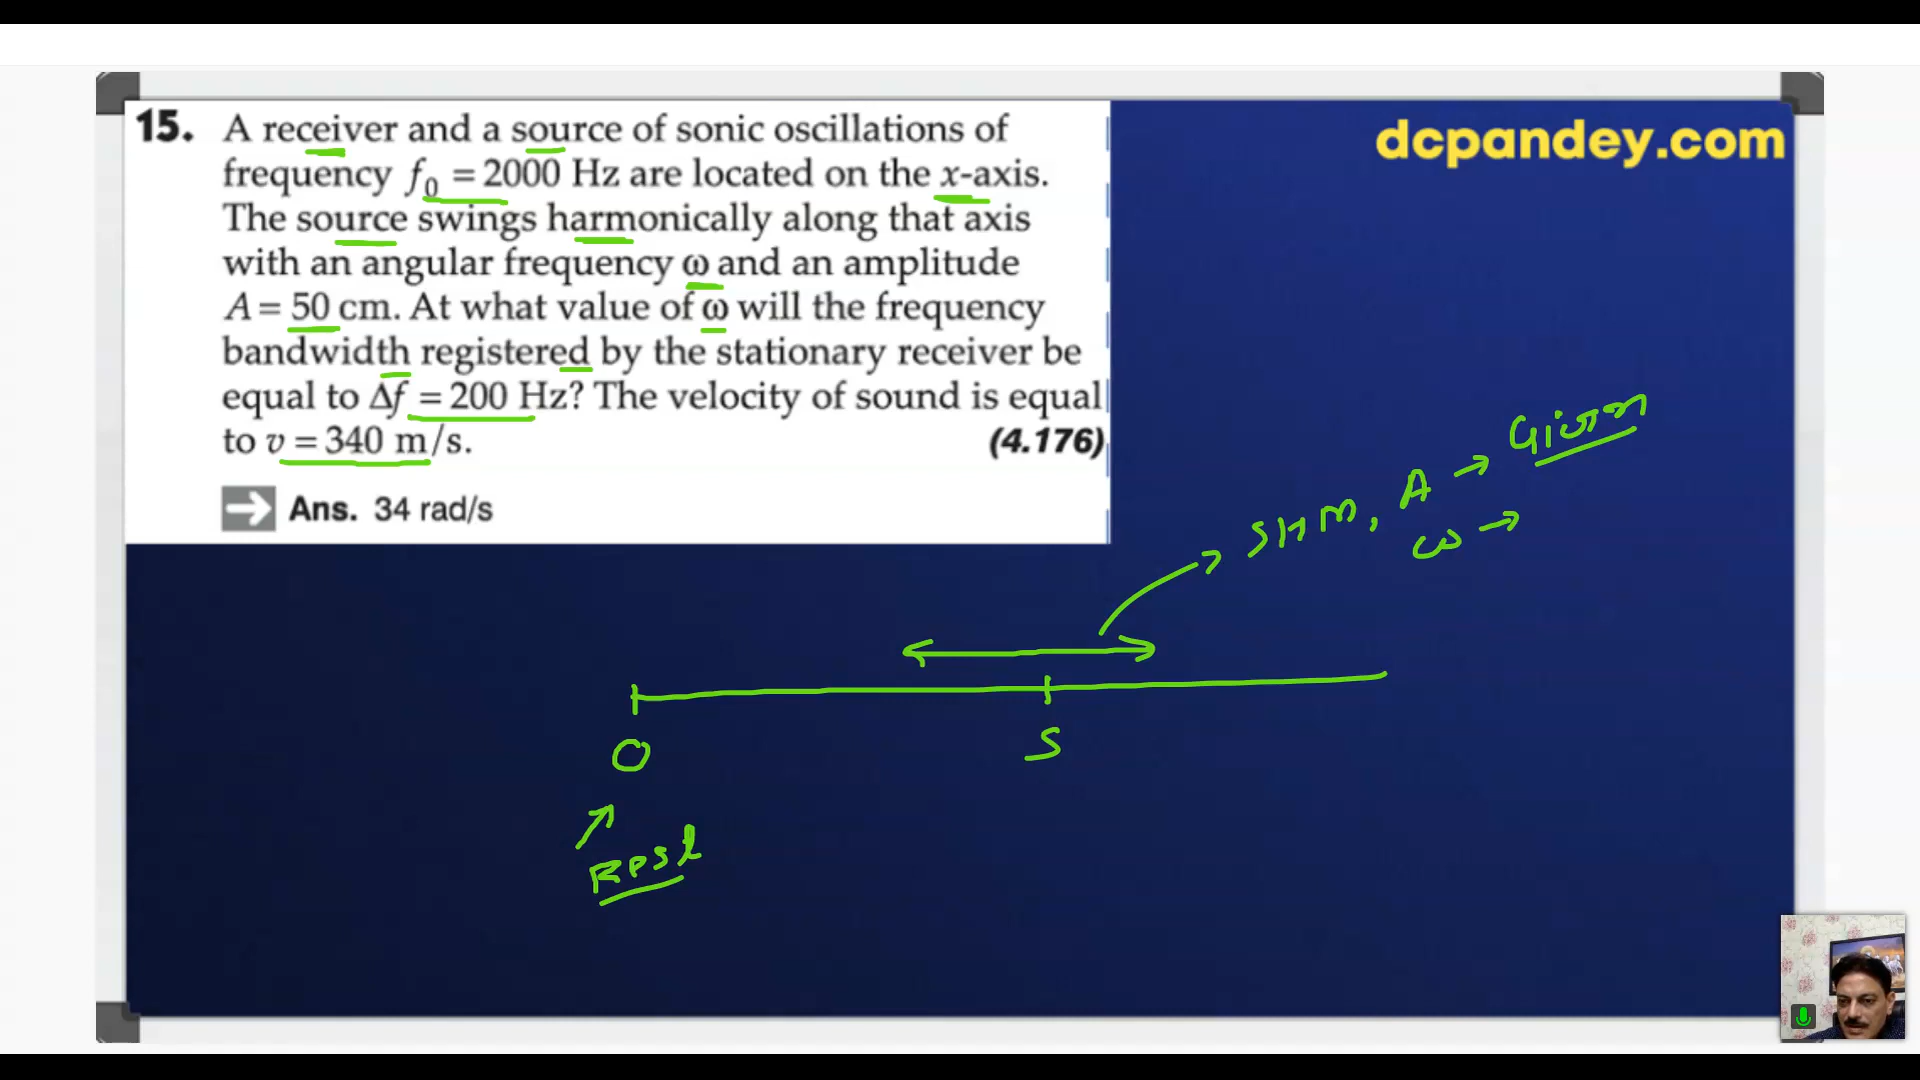 15. A receiver and a source of sonic oscillations of
frequency f₀ = 2000 Hz are located on the x-axis.
The source swings harmonically along that axis
with an angular frequency ω and an amplitude
A = 50 cm. At what value of ω will the frequency
bandwidth registered by the stationary receiver be
equal to Δf = 200 Hz? The velocity of sound is equal
to v = 340 m/s. (4.176)
Ans. 34 rad/s
dcpandey.com
SHM, A → Given
ω →
O
S
Rest